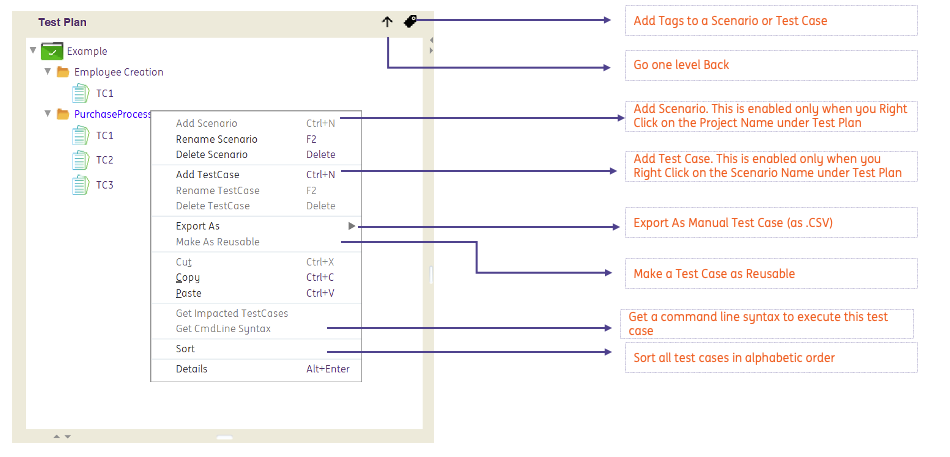 Test Plan
Add Tags to a Scenario or Test Case
Example
Go one level Back
Employee Creation
TC1
PurchaseProcess
TC1
TC2
TC3
Add Scenario Ctrl+N
Rename Scenario F2
Delete Scenario Delete
Add TestCase Ctrl+N
Rename TestCase F2
Delete TestCase Delete
Export As
Make As Reusable
Cut Ctrl+X
Copy Ctrl+C
Paste Ctrl+V
Get Impacted TestCases
Get CmdLine Syntax
Sort
Details Alt+Enter
Add Scenario. This is enabled only when you Right
Click on the Project Name under Test Plan
Add Test Case. This is enabled only when you
Right Click on the Scenario Name under Test Plan
Export As Manual Test Case (as .CSV)
Make a Test Case as Reusable
Get a command line syntax to execute this test
case
Sort all test cases in alphabetic order